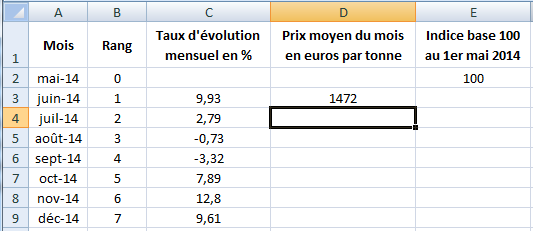 A B C D E
1 Mois Rang Taux d'évolution mensuel en % Prix moyen du mois en euros par tonne Indice base 100 au 1er mai 2014
2 mai-14 0 100
3 juin-14 1 9,93 1472
4 juil-14 2 2,79
5 août-14 3 -0,73
6 sept-14 4 -3,32
7 oct-14 5 7,89
8 nov-14 6 12,8
9 déc-14 7 9,61